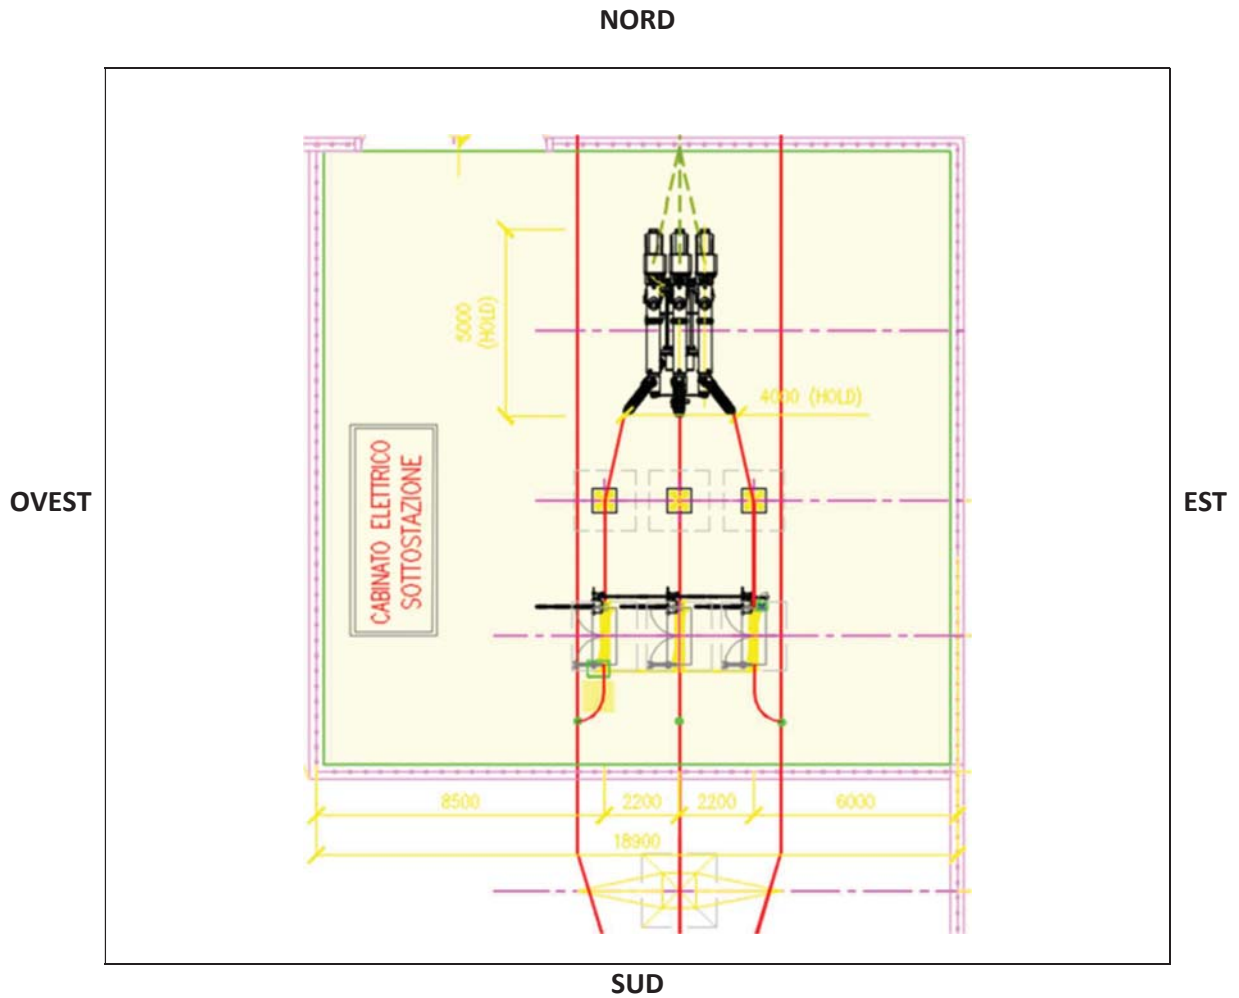 NORD
5000
(HOLD)
4000 (HOLD)
CABINATO ELETTRICO
SOTTOSTAZIONE
OVEST
EST
8500
2200
2200
6000
18900
SUD